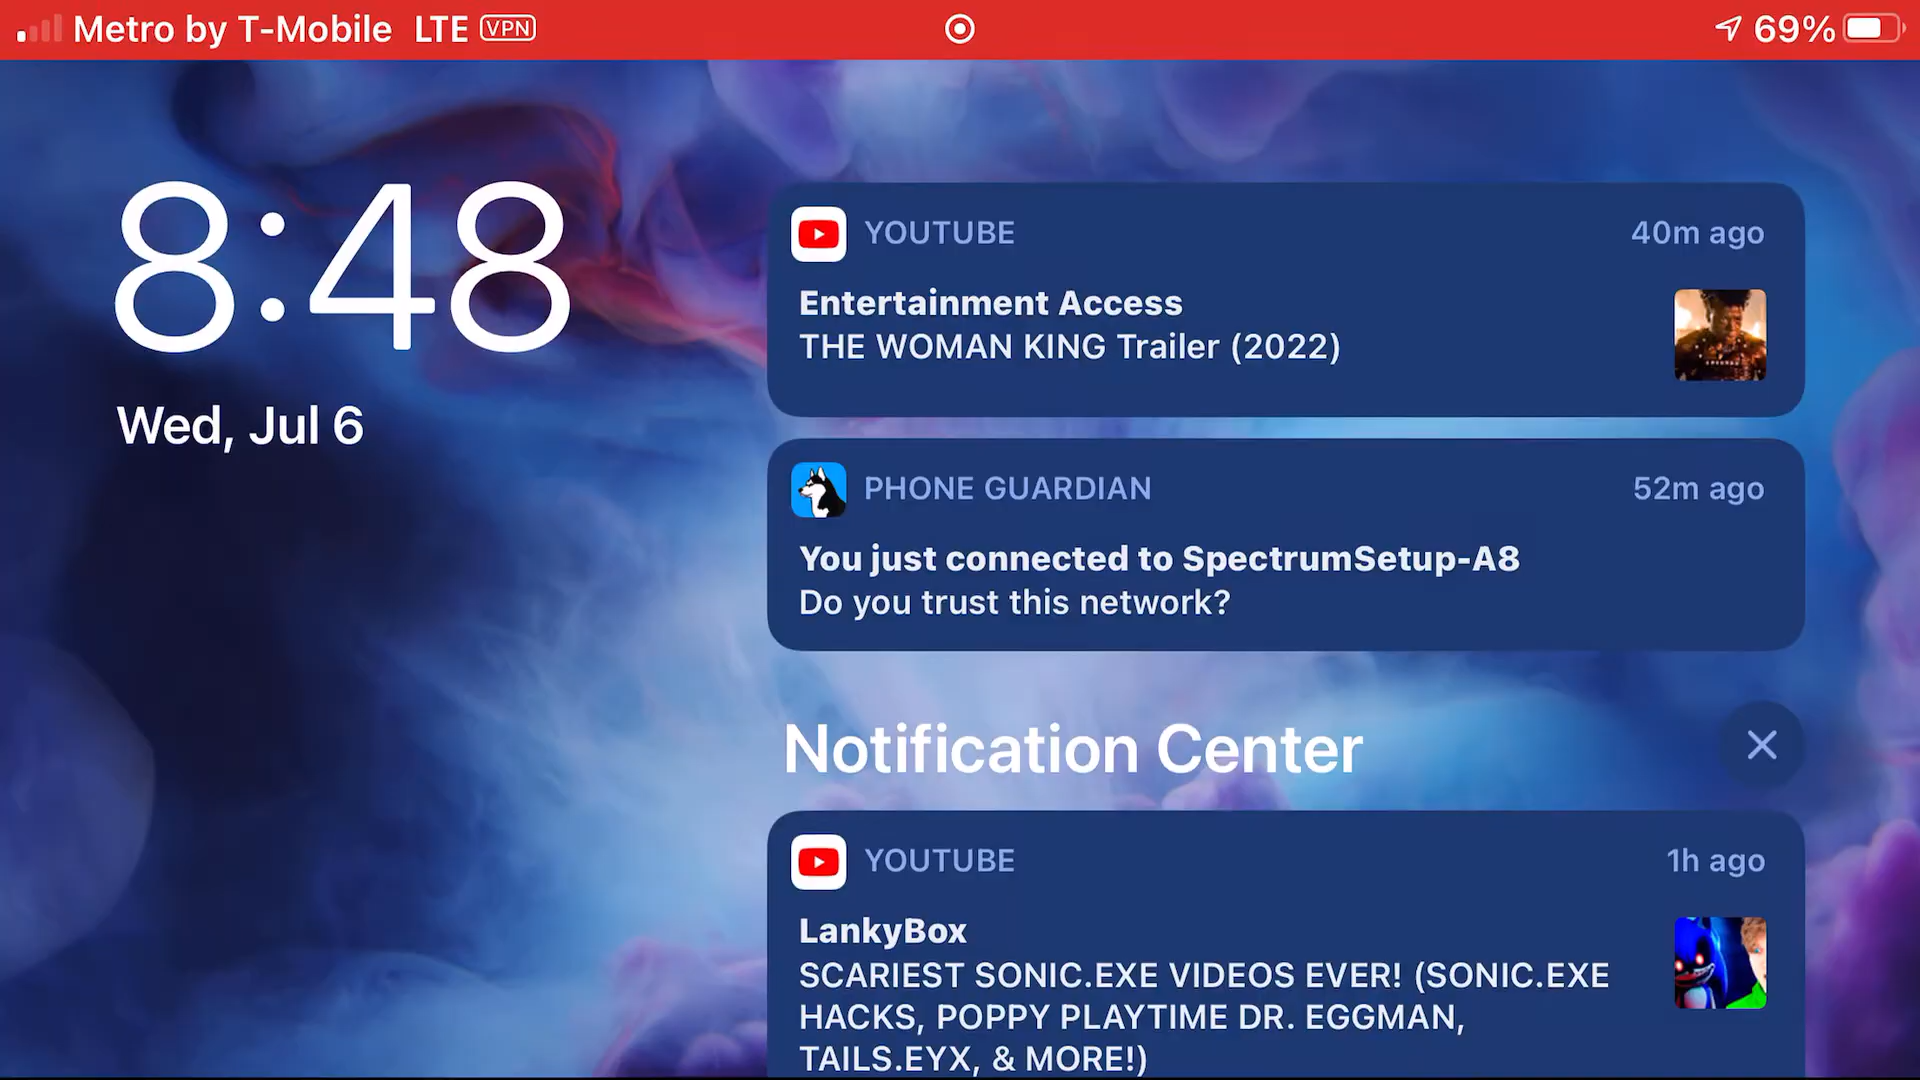 Metro by T-Mobile LTE VPN
69%
8:48
Wed, Jul 6
YOUTUBE
40m ago
Entertainment Access
THE WOMAN KING Trailer (2022)
PHONE GUARDIAN
52m ago
You just connected to SpectrumSetup-A8
Do you trust this network?
Notification Center
YOUTUBE
1h ago
LankyBox
SCARIEST SONIC.EXE VIDEOS EVER! (SONIC.EXE
HACKS, POPPY PLAYTIME DR. EGGMAN,
TAILS.EYX, & MORE!)